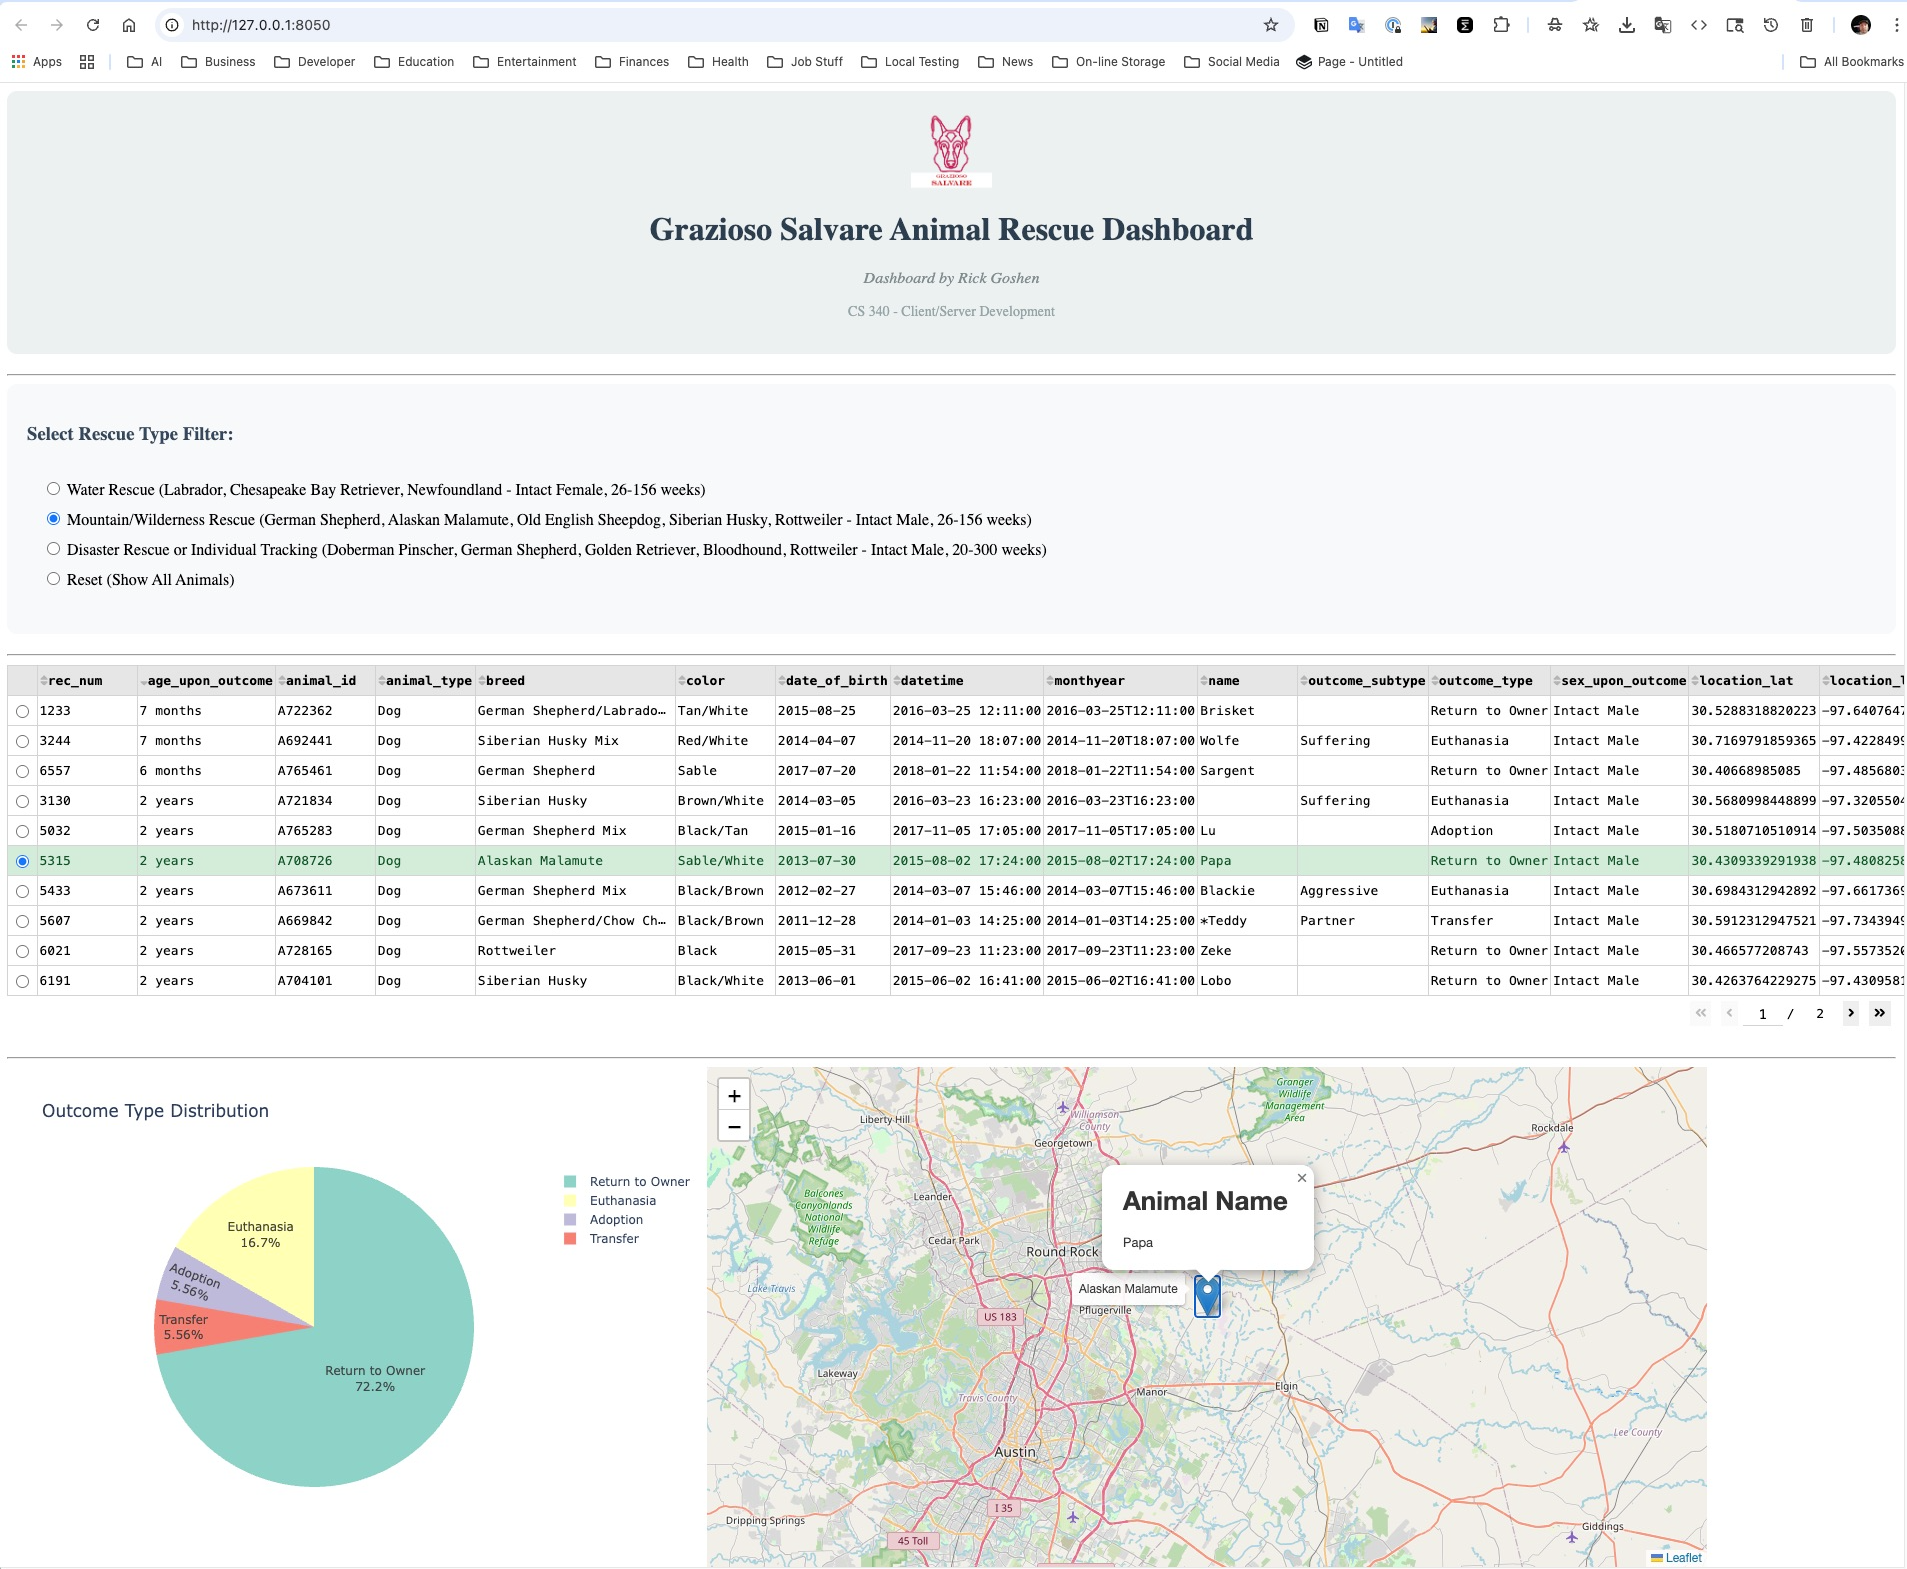 http://127.0.0.1:8050
Apps AI Business Developer Education Entertainment Finances Health Job Stuff Local Testing News On-line Storage Social Media Page - Untitled All Bookmarks
GRAZIOSO
SALVARE
Grazioso Salvare Animal Rescue Dashboard
Dashboard by Rick Goshen
CS 340 - Client/Server Development
Select Rescue Type Filter:
Water Rescue (Labrador, Chesapeake Bay Retriever, Newfoundland - Intact Female, 26-156 weeks)
Mountain/Wilderness Rescue (German Shepherd, Alaskan Malamute, Old English Sheepdog, Siberian Husky, Rottweiler - Intact Male, 26-156 weeks)
Disaster Rescue or Individual Tracking (Doberman Pinscher, German Shepherd, Golden Retriever, Bloodhound, Rottweiler - Intact Male, 20-300 weeks)
Reset (Show All Animals)
rec_num age_upon_outcome animal_id animal_type breed color date_of_birth datetime monthyear name outcome_subtype outcome_type sex_upon_outcome location_lat location_l
1233 7 months A722362 Dog German Shepherd/Labrado… Tan/White 2015-08-25 2016-03-25 12:11:00 2016-03-25T12:11:00 Brisket Return to Owner Intact Male 30.5288318820223 -97.6407647
3244 7 months A692441 Dog Siberian Husky Mix Red/White 2014-04-07 2014-11-20 18:07:00 2014-11-20T18:07:00 Wolfe Suffering Euthanasia Intact Male 30.7169791859365 -97.4228499
6557 6 months A765461 Dog German Shepherd Sable 2017-07-20 2018-01-22 11:54:00 2018-01-22T11:54:00 Sargent Return to Owner Intact Male 30.40668985085 -97.4856803
3130 2 years A721834 Dog Siberian Husky Brown/White 2014-03-05 2016-03-23 16:23:00 2016-03-23T16:23:00 Suffering Euthanasia Intact Male 30.5680998448899 -97.3205504
5032 2 years A765283 Dog German Shepherd Mix Black/Tan 2015-01-16 2017-11-05 17:05:00 2017-11-05T17:05:00 Lu Adoption Intact Male 30.5180710510914 -97.5035088
5315 2 years A708726 Dog Alaskan Malamute Sable/White 2013-07-30 2015-08-02 17:24:00 2015-08-02T17:24:00 Papa Return to Owner Intact Male 30.4309339291938 -97.4808258
5433 2 years A673611 Dog German Shepherd Mix Black/Brown 2012-02-27 2014-03-07 15:46:00 2014-03-07T15:46:00 Blackie Aggressive Euthanasia Intact Male 30.6984312942892 -97.6617369
5607 2 years A669842 Dog German Shepherd/Chow Ch… Black/Brown 2011-12-28 2014-01-03 14:25:00 2014-01-03T14:25:00 *Teddy Partner Transfer Intact Male 30.5912312947521 -97.7343949
6021 2 years A728165 Dog Rottweiler Black 2015-05-31 2017-09-23 11:23:00 2017-09-23T11:23:00 Zeke Return to Owner Intact Male 30.466577208743 -97.5573520
6191 2 years A704101 Dog Siberian Husky Black/White 2013-06-01 2015-06-02 16:41:00 2015-06-02T16:41:00 Lobo Return to Owner Intact Male 30.4263764229275 -97.4309581
1 / 2
Outcome Type Distribution
Return to Owner
Euthanasia
Adoption
Transfer
Euthanasia
16.7%
Adoption
5.56%
Transfer
5.56%
Return to Owner
72.2%
+
−
Granger
Wildlife
Management
Area
Liberty Hill
Williamson
County
Georgetown
Rockdale
Balcones
Canyonlands
National
Wildlife
Refuge
Leander
Animal Name
Papa
Cedar Park
Round Rock
Lake Travis
Alaskan Malamute
Pflugerville
US 183
Lakeway
Travis County
Manor
Elgin
Lee County
Austin
I 35
Dripping Springs
45 Toll
Giddings
Leaflet